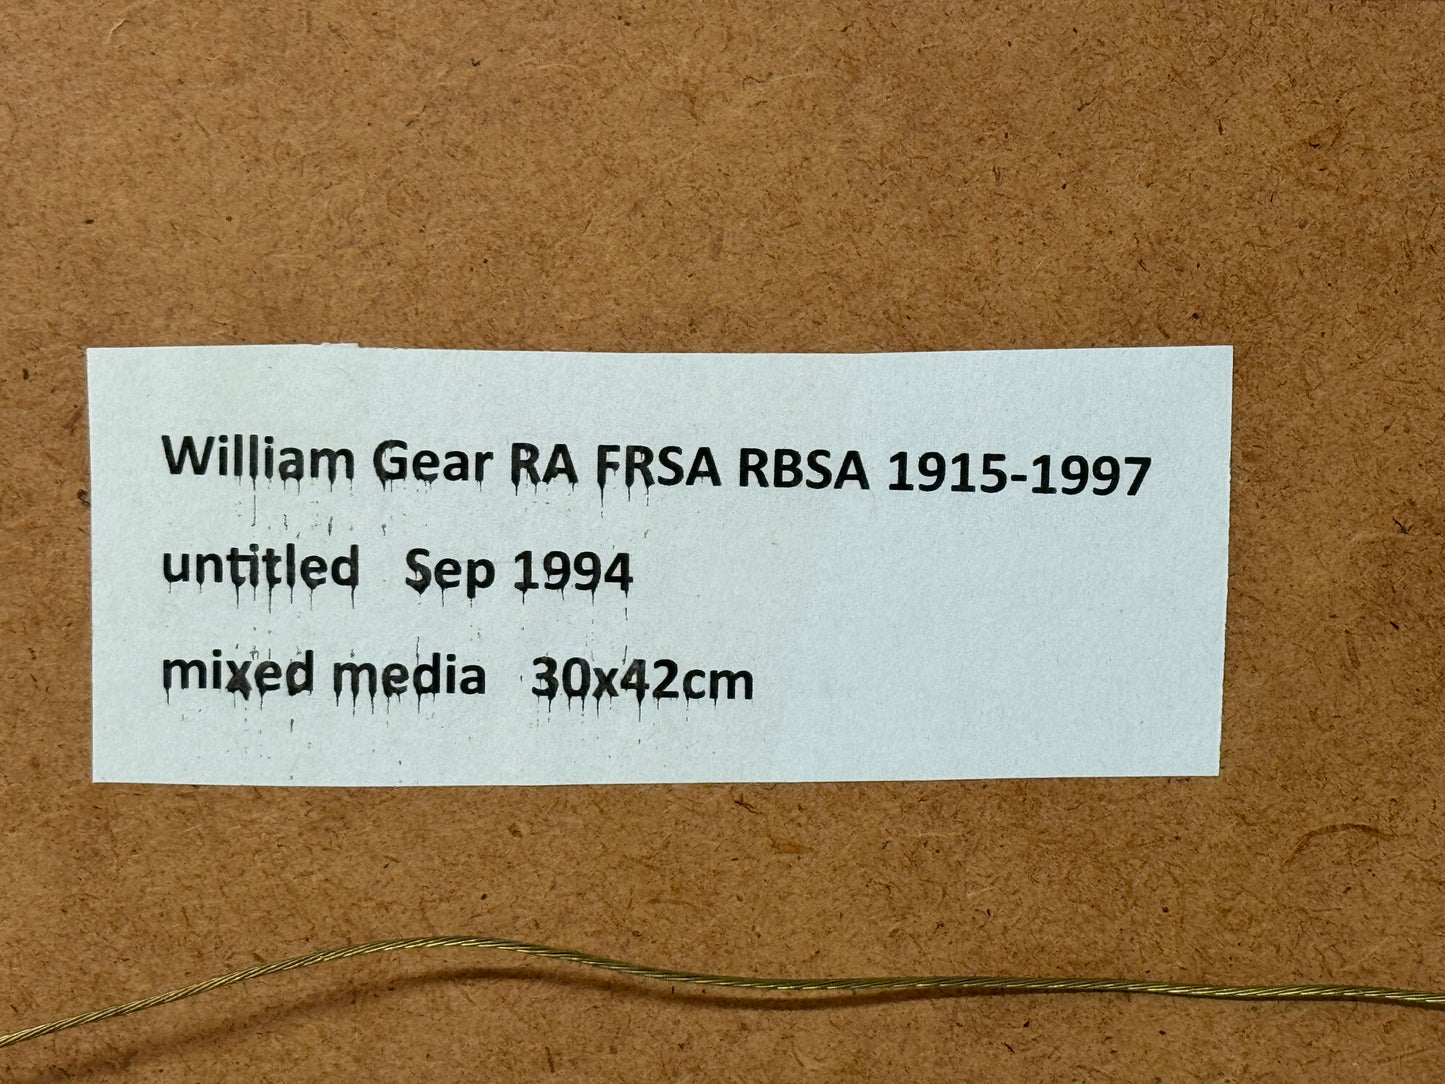 William Gear RA FRSA RBSA 1915-1997
untitled Sep 1994
mixed media 30x42cm